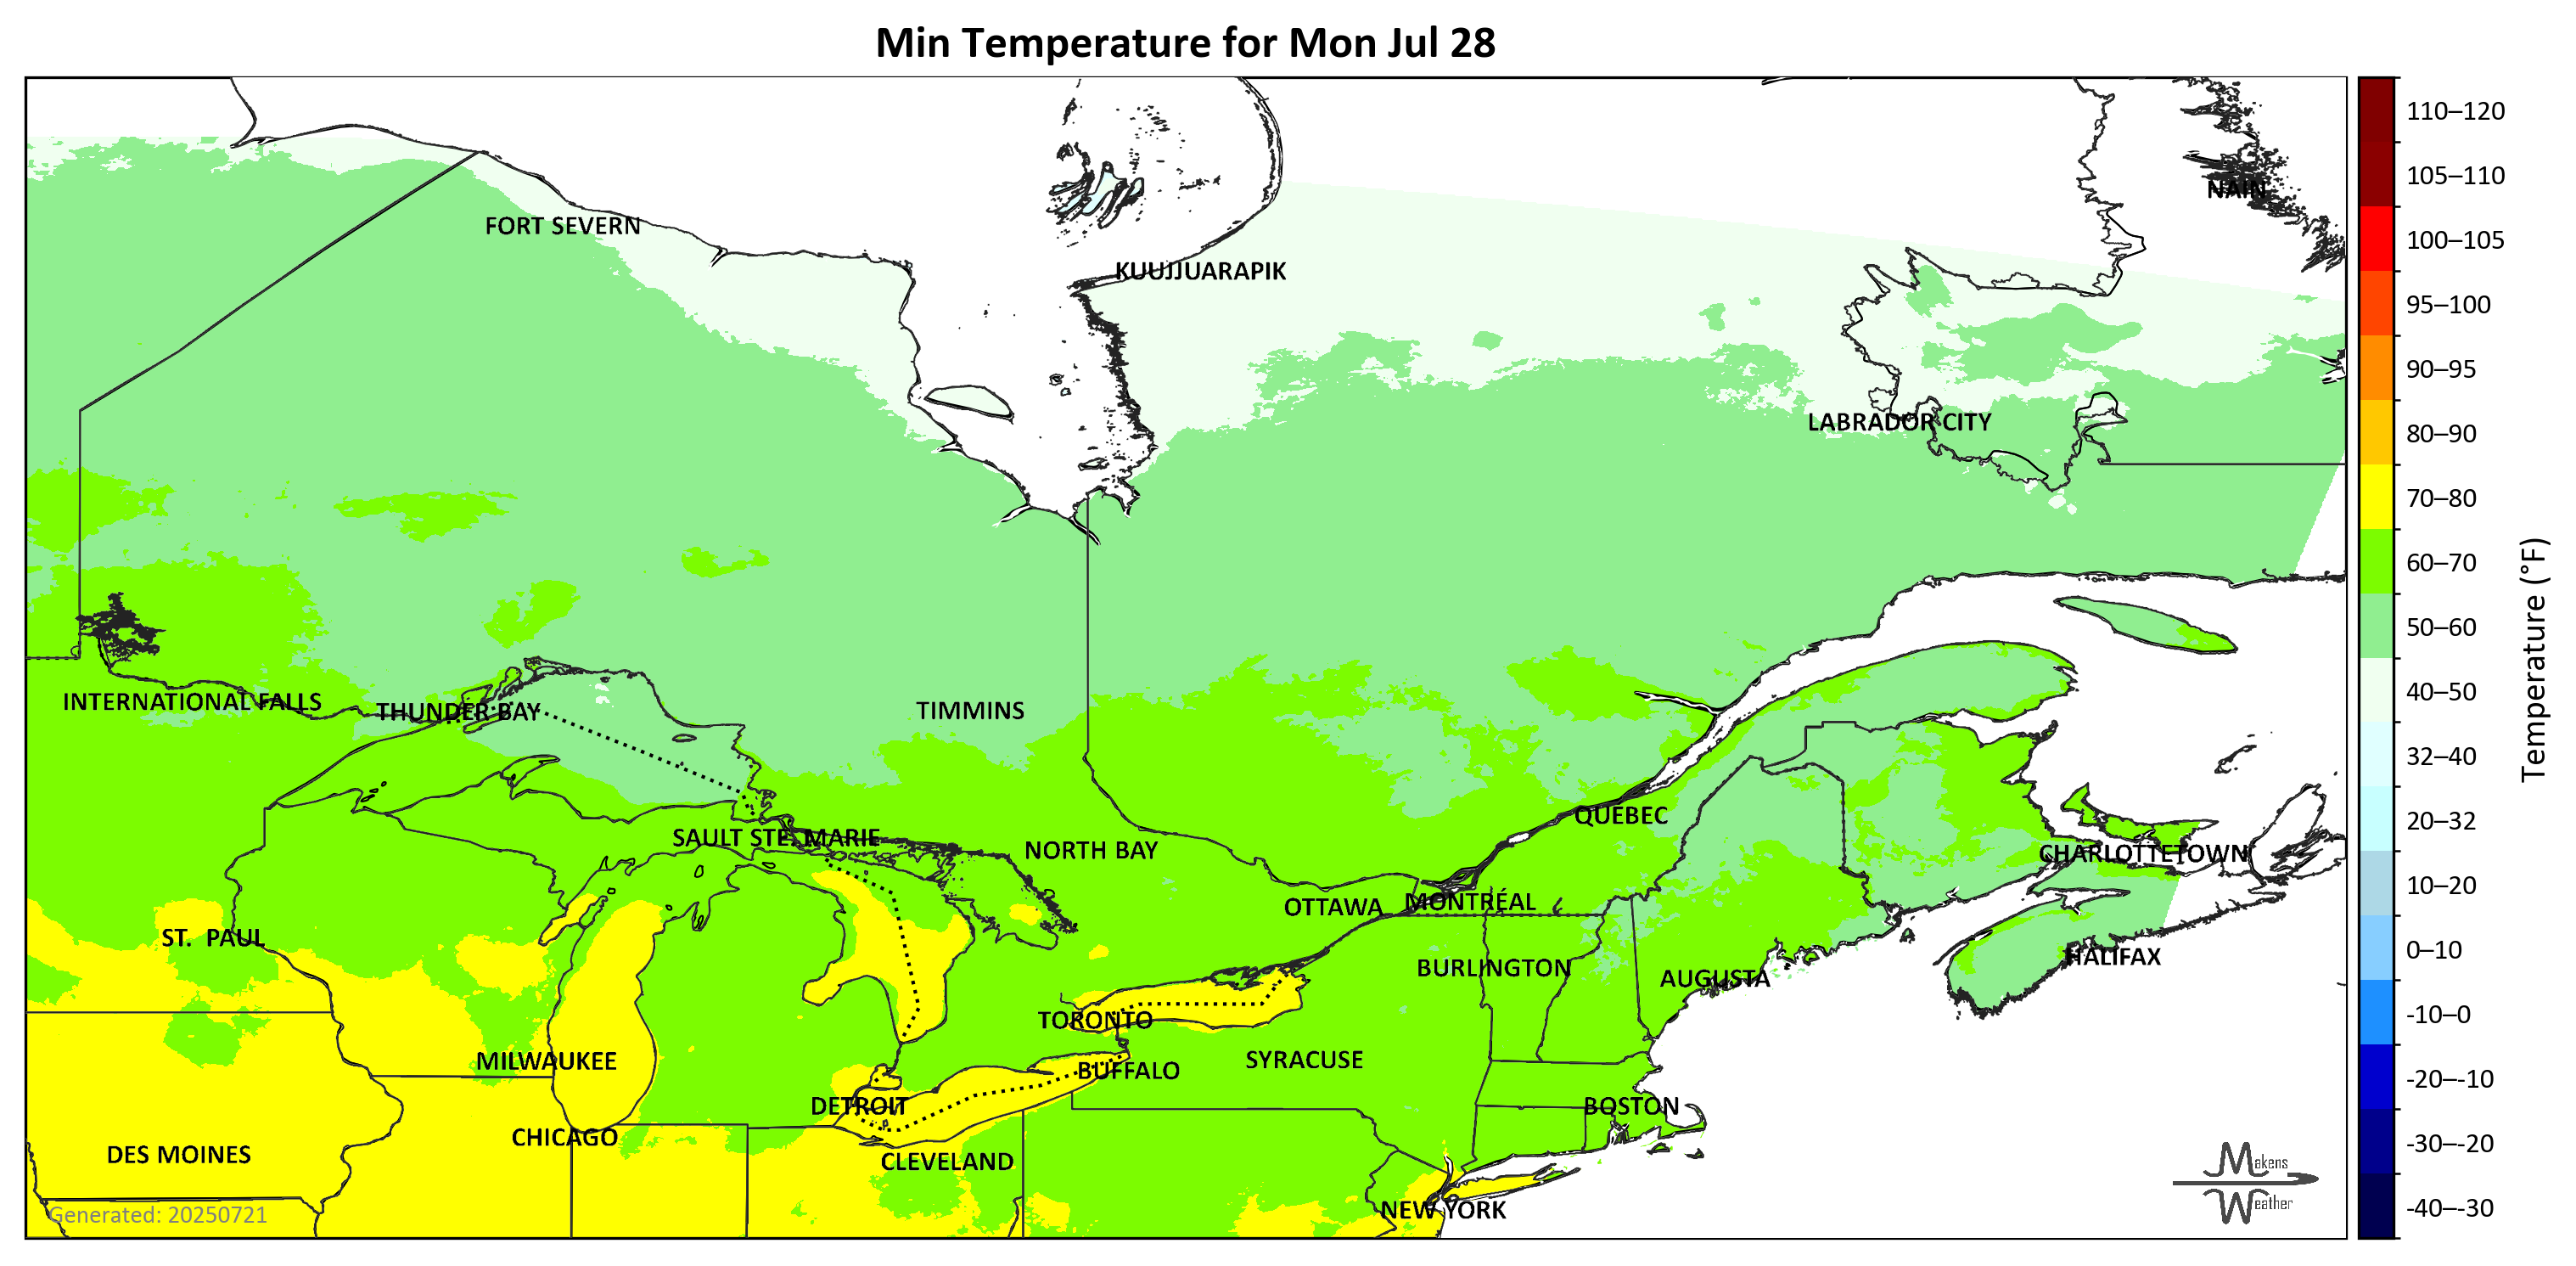 Min Temperature for Mon Jul 28
110–120
105–110
NAIN
FORT SEVERN
100–105
KUUJJUARAPIK
95–100
90–95
LABRADOR CITY
80–90
70–80
60–70
50–60
Temperature (°F)
40–50
INTERNATIONAL FALLS
THUNDER BAY
TIMMINS
32–40
QUÉBEC
20–32
SAULT STE. MARIE
NORTH BAY
CHARLOTTETOWN
10–20
OTTAWA
MONTRÉAL
ST. PAUL
0–10
BURLINGTON
AUGUSTA
HALIFAX
-10–0
TORONTO
MILWAUKEE
SYRACUSE
BUFFALO
-20–-10
DETROIT
BOSTON
CHICAGO
-30–-20
DES MOINES
CLEVELAND
Makens
Weather
NEW YORK
-40–-30
Generated: 20250721